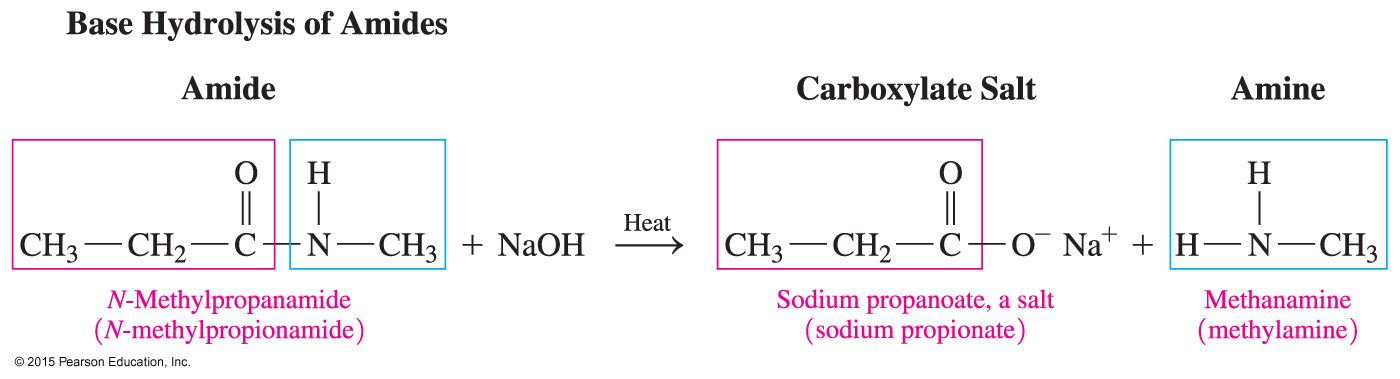 Base Hydrolysis of Amides
Amide
Carboxylate Salt
Amine
O H O H
CH₃—CH₂—C—N—CH₃ + NaOH Heat CH₃—CH₂—C—O⁻ Na⁺ + H—N—CH₃
N-Methylpropanamide
(N-methylpropionamide)
Sodium propanoate, a salt
(sodium propionate)
Methanamine
(methylamine)
© 2015 Pearson Education, Inc.